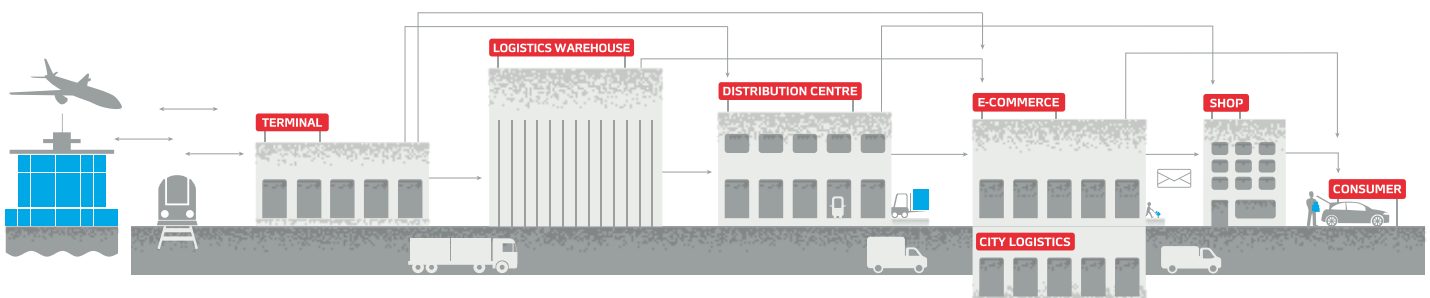 TERMINAL
LOGISTICS WAREHOUSE
DISTRIBUTION CENTRE
E-COMMERCE
CITY LOGISTICS
SHOP
CONSUMER